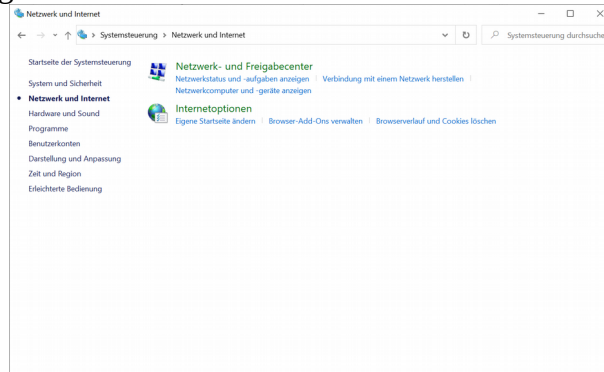 Netzwerk und Internet
Systemsteuerung > Netzwerk und Internet
Systemsteuerung durchsuche
Startseite der Systemsteuerung
System und Sicherheit
Netzwerk und Internet
Hardware und Sound
Programme
Benutzerkonten
Darstellung und Anpassung
Zeit und Region
Erleichterte Bedienung
Netzwerk- und Freigabecenter
Netzwerkstatus und -aufgaben anzeigen | Verbindung mit einem Netzwerk herstellen |
Netzwerkcomputer und -geräte anzeigen
Internetoptionen
Eigene Startseite ändern | Browser-Add-Ons verwalten | Browserverlauf und Cookies löschen